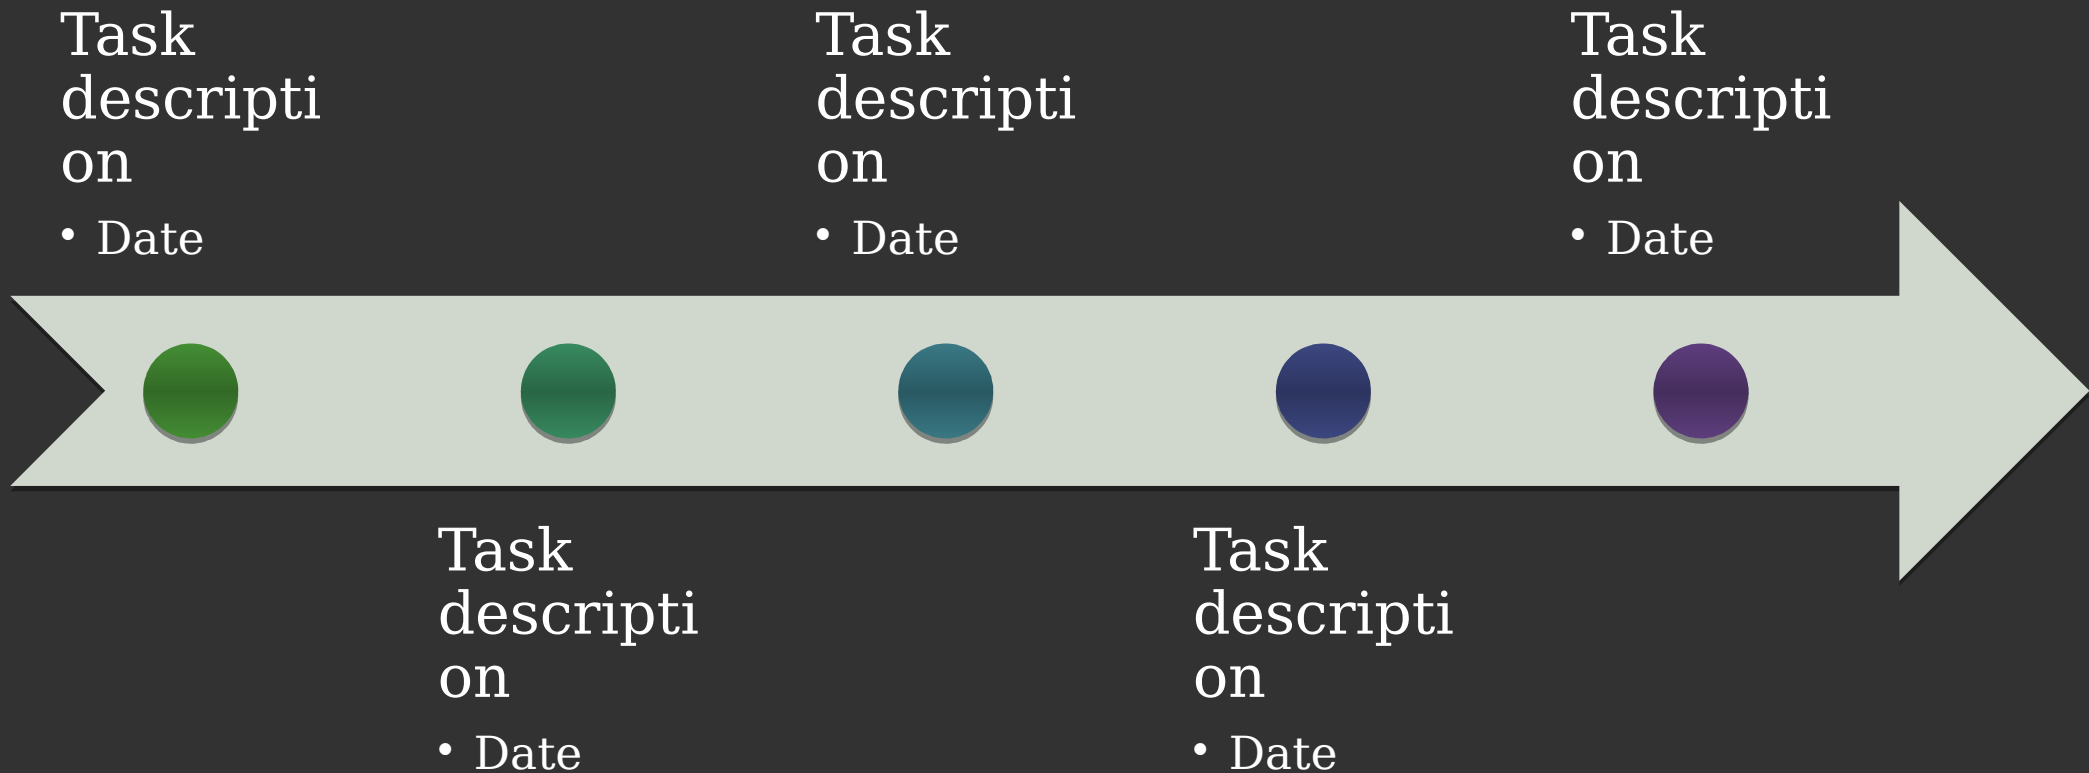 Task
descripti
on
• Date
Task
descripti
on
• Date
Task
descripti
on
• Date
Task
descripti
on
• Date
Task
descripti
on
• Date